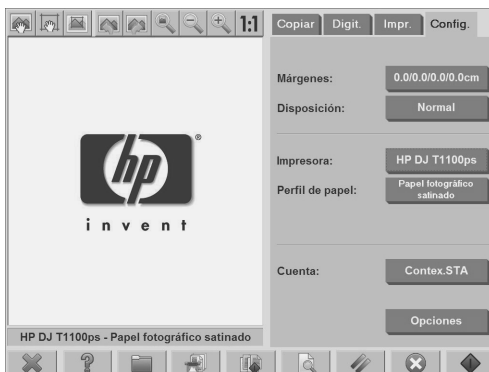 1:1
Copiar Digit. Impr. Config.
Márgenes: 0.0/0.0/0.0/0.0cm
Disposición: Normal
hp ®
invent
Impresora: HP DJ T1100ps
Perfil de papel: Papel fotográfico
satinado
Cuenta: Contex.STA
Opciones
HP DJ T1100ps - Papel fotográfico satinado
?